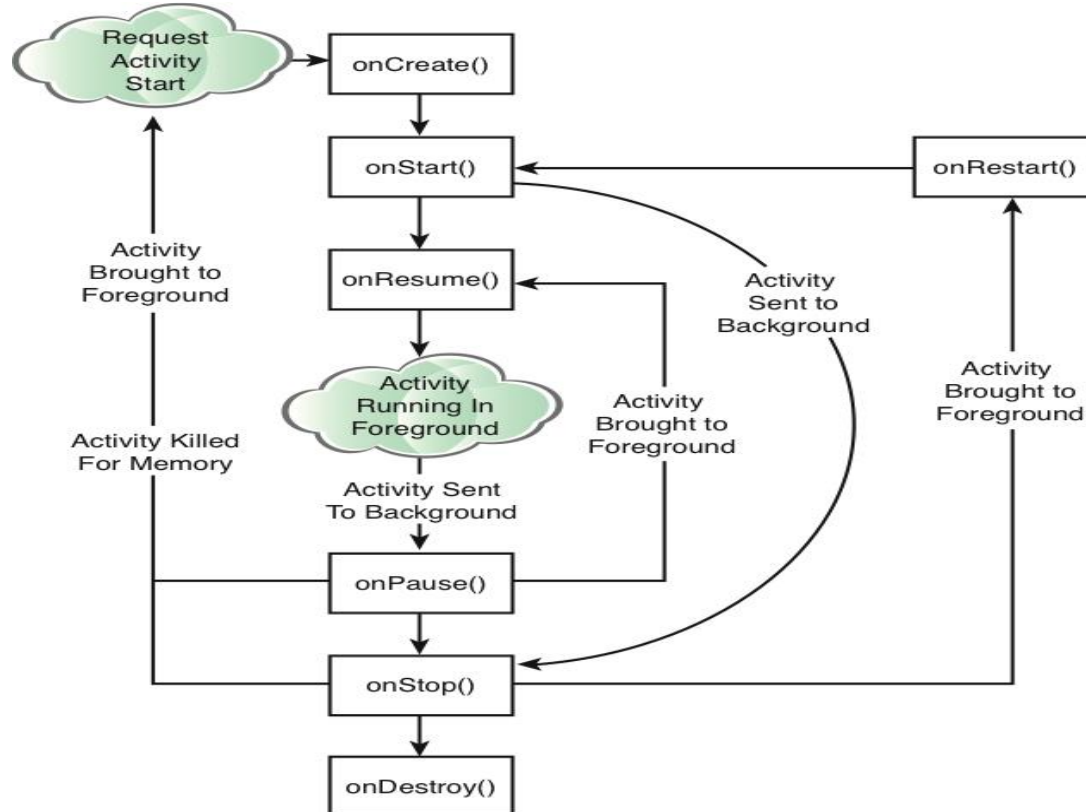 Request
Activity
Start
onCreate()
onStart()
onRestart()
Activity
Brought to
Foreground
onResume()
Activity
Sent to
Background
Activity
Running In
Foreground
Activity
Brought to
Foreground
Activity
Brought to
Foreground
Activity Killed
For Memory
Activity Sent
To Background
onPause()
onStop()
onDestroy()